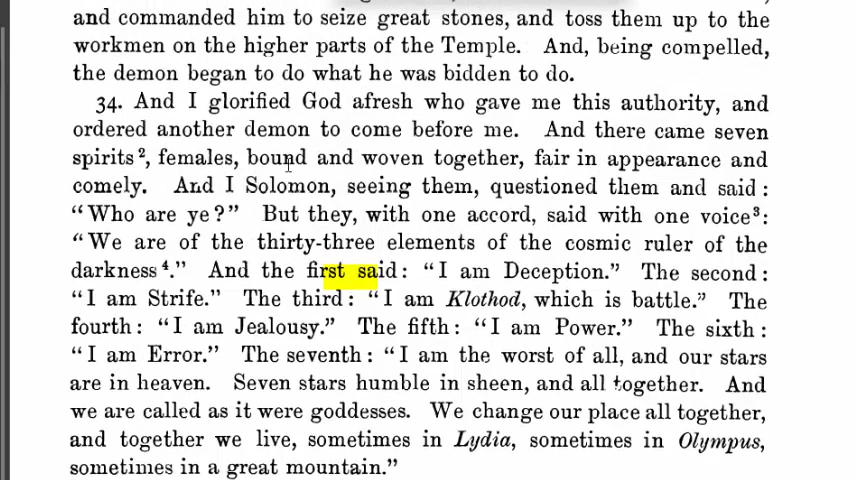 and commanded him to seize great stones, and toss them up to the
workmen on the higher parts of the Temple. And, being compelled,
the demon began to do what he was bidden to do.
34. And I glorified God afresh who gave me this authority, and
ordered another demon to come before me. And there came seven
spirits ², females, bound and woven together, fair in appearance and
comely. And I Solomon, seeing them, questioned them and said :
“Who are ye?” But they, with one accord, said with one voice³:
“We are of the thirty-three elements of the cosmic ruler of the
darkness ⁴.” And the first said: “I am Deception.” The second :
“I am Strife.” The third : “I am Klothod, which is battle.” The
fourth: “I am Jealousy.” The fifth: “I am Power.” The sixth :
“I am Error.” The seventh : “I am the worst of all, and our stars
are in heaven. Seven stars humble in sheen, and all together. And
we are called as it were goddesses. We change our place all together,
and together we live, sometimes in Lydia, sometimes in Olympus,
sometimes in a great mountain.”